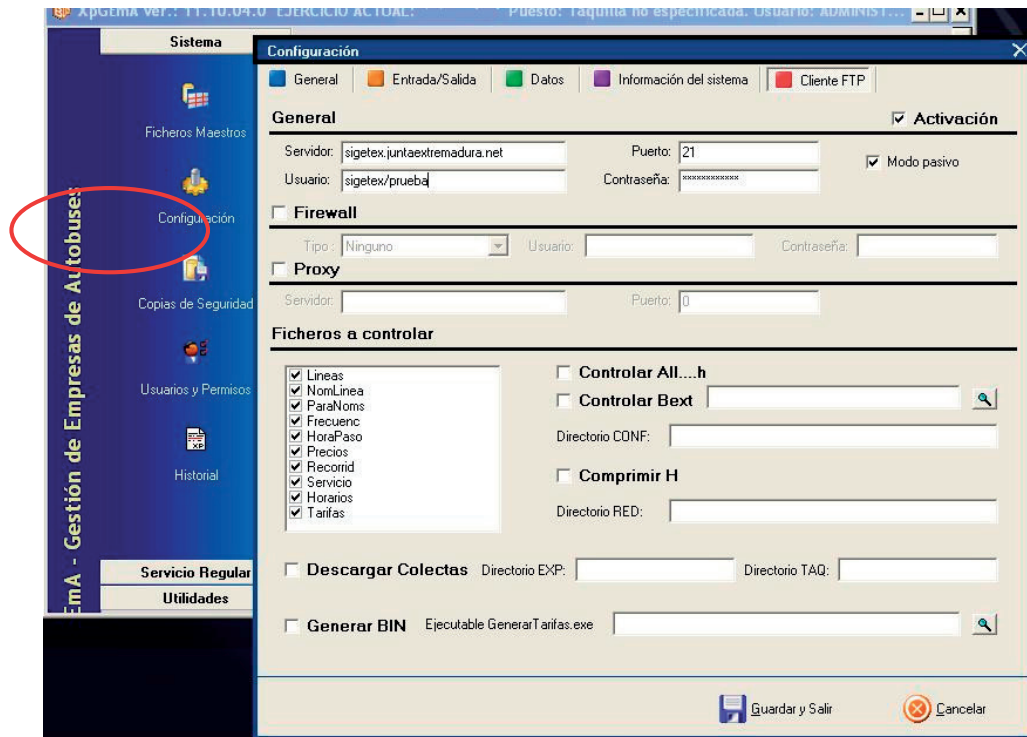 XpGEmA Ver.: 11.10.04.0 EJERCICIO ACTUAL: Puesto: Taquilla no especificada. Usuario: ADMINIST...
Sistema
Ficheros Maestros
Configuración
Copias de Seguridad
Usuarios y Permisos
Historial
Servicio Regular
Utilidades
EmA - Gestión de Empresas de Autobuses
Configuración
General Entrada/Salida Datos Información del sistema Cliente FTP
General Activación
Servidor: sigetex.juntaextremadura.net Puerto: 21 Modo pasivo
Usuario: sigetex/prueba Contraseña: ************
Firewall
Tipo: Ninguno Usuario: Contraseña:
Proxy
Servidor: Puerto: 0
Ficheros a controlar
Lineas
NomLinea
ParaNoms
Frecuenc
HoraPaso
Precios
Recorrid
Servicio
Horarios
Tarifas
Controlar All....h
Controlar Bext
Directorio CONF:
Comprimir H
Directorio RED:
Descargar Colectas Directorio EXP: Directorio TAQ:
Generar BIN Ejecutable GenerarTarifas.exe
Guardar y Salir Cancelar